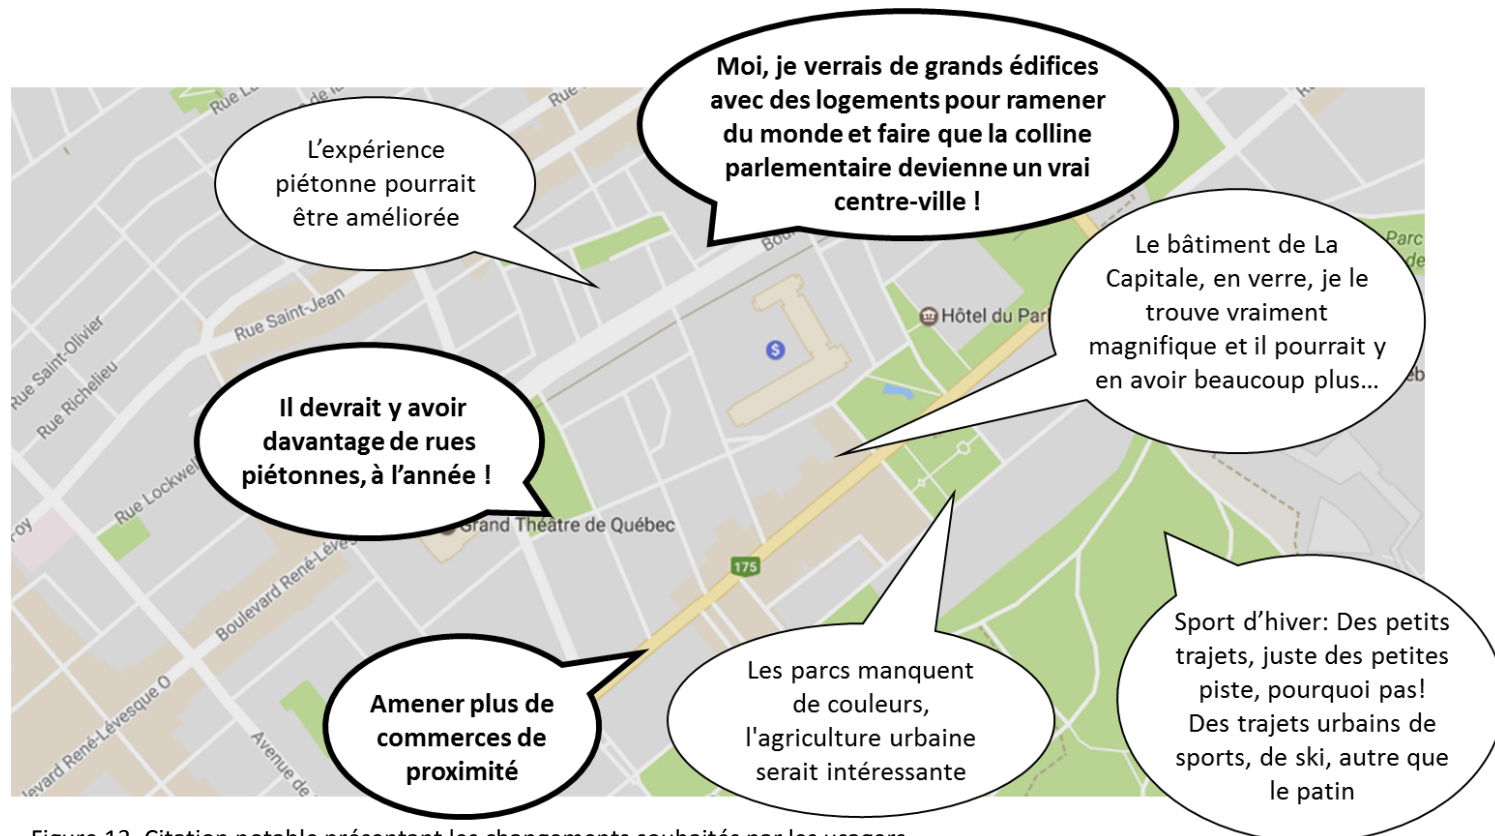 Moi, je verrais de grands édifices
avec des logements pour ramener
du monde et faire que la colline
parlementaire devienne un vrai
centre-ville !
L’expérience
piétonne pourrait
être améliorée
Le bâtiment de La
Capitale, en verre, je le
trouve vraiment
magnifique et il pourrait y
en avoir beaucoup plus…
Il devrait y avoir
davantage de rues
piétonnes, à l’année !
Amener plus de
commerces de
proximité
Les parcs manquent
de couleurs,
l'agriculture urbaine
serait intéressante
Sport d’hiver: Des petits
trajets, juste des petites
piste, pourquoi pas!
Des trajets urbains de
sports, de ski, autre que
le patin
Rue
Rue
Rue Saint-Jean
Rue Saint-Olivier
Rue Richelieu
Rue
Hôtel du
Parc
Grand Théâtre de Québec
175
Boulevard
René-Lévesque O
Avenue de
$